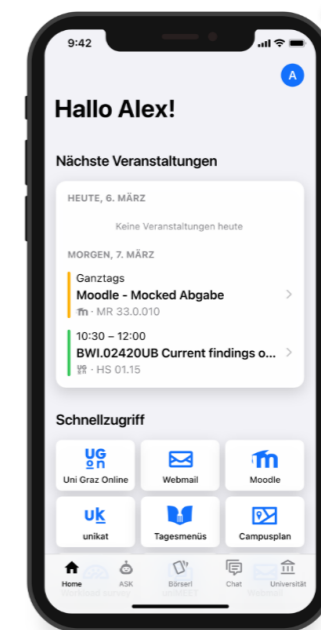 9:42
A
Hallo Alex!
Nächste Veranstaltungen
HEUTE, 6. MÄRZ
Keine Veranstaltungen heute
MORGEN, 7. MÄRZ
Ganztags
Moodle - Mocked Abgabe
m · MR 33.0.010
10:30 – 12:00
BWI.02420UB Current findings o...
· HS 01.15
Schnellzugriff
UG
on
Uni Graz Online
Webmail
m
Moodle
uk
unikat
Tagesmenüs
Campusplan
Home
ASK
Börserl
Chat
Universität